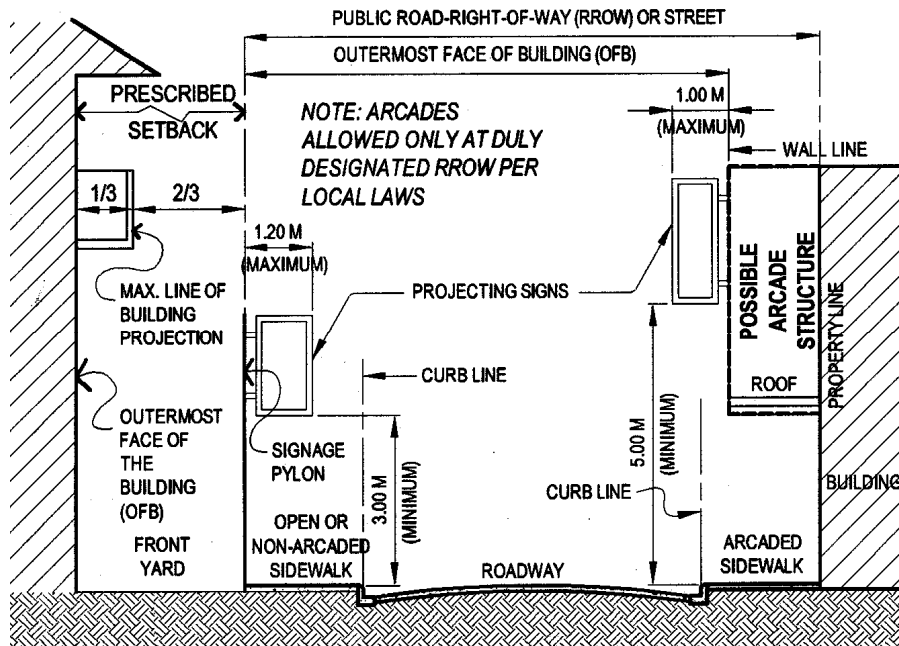 PUBLIC ROAD-RIGHT-OF-WAY (RROW) OR STREET
OUTERMOST FACE OF BUILDING (OFB)
PRESCRIBED
SETBACK
NOTE: ARCADES
ALLOWED ONLY AT DULY
DESIGNATED RROW PER
LOCAL LAWS
1.00 M
(MAXIMUM)
WALL LINE
1/3
2/3
1.20 M
(MAXIMUM)
MAX. LINE OF
BUILDING
PROJECTION
PROJECTING SIGNS
POSSIBLE
ARCADE
STRUCTURE
ROOF
PROPERTY LINE
CURB LINE
OUTERMOST
FACE OF
THE
BUILDING
(OFB)
SIGNAGE
PYLON
3.00 M
(MINIMUM)
5.00 M
(MINIMUM)
CURB LINE
BUILDING
FRONT
YARD
OPEN OR
NON-ARCADED
SIDEWALK
ROADWAY
ARCADED
SIDEWALK